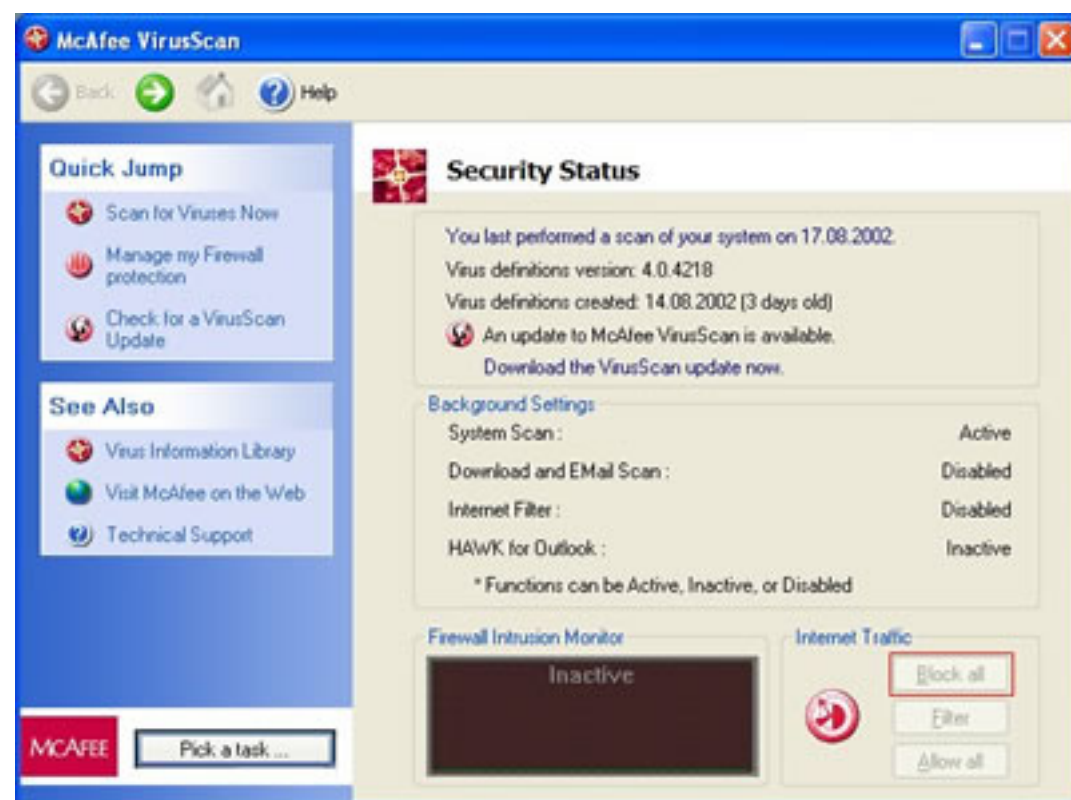 McAfee VirusScan
Back
Help
Quick Jump
Scan for Viruses Now
Manage my Firewall
protection
Check for a VirusScan
Update
See Also
Virus Information Library
Visit McAfee on the Web
Technical Support
MCAFEE
Pick a task ...
Security Status
You last performed a scan of your system on 17.08.2002.
Virus definitions version: 4.0.4218
Virus definitions created: 14.08.2002 (3 days old)
An update to McAfee VirusScan is available.
Download the VirusScan update now.
Background Settings
System Scan : Active
Download and EMail Scan : Disabled
Internet Filter : Disabled
HAWK for Outlook : Inactive
* Functions can be Active, Inactive, or Disabled
Firewall Intrusion Monitor
Inactive
Internet Traffic
Block all
Filter
Allow all